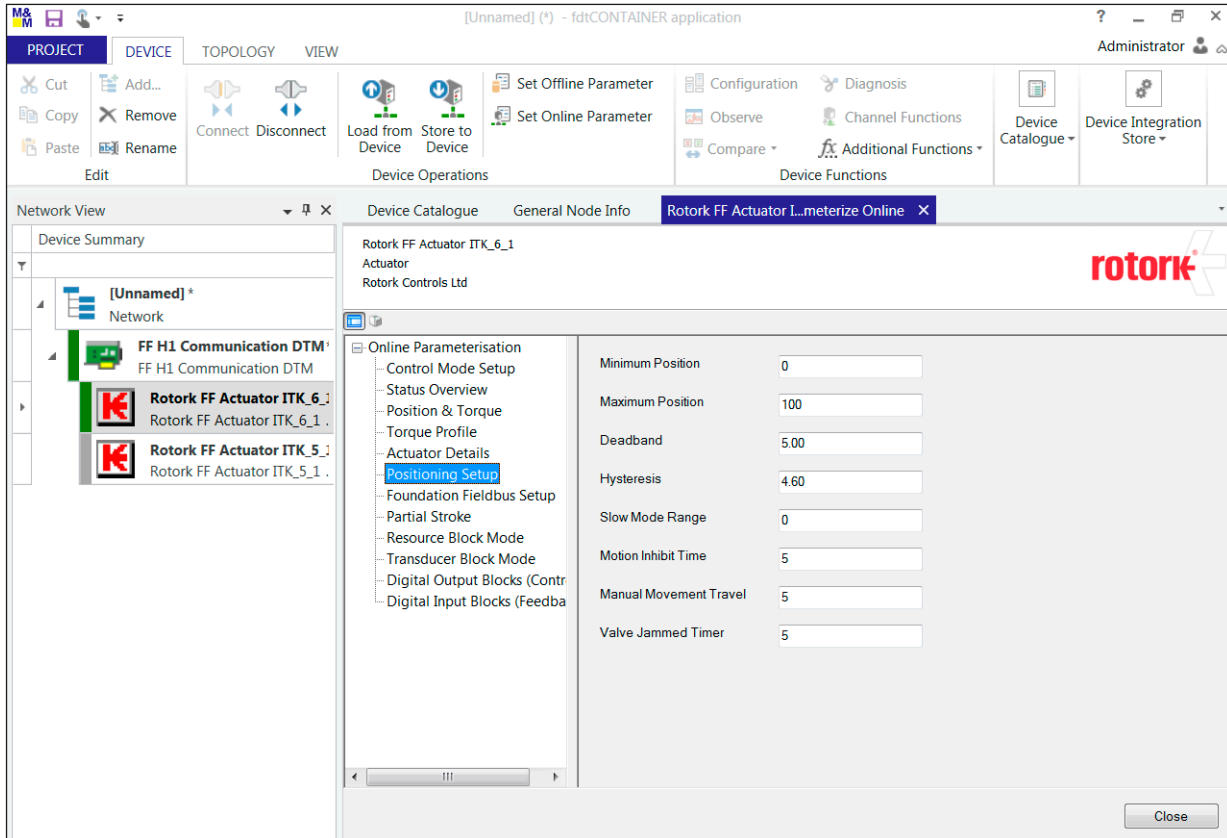 M&M
[Unnamed] (*) - fdtCONTAINER application
?
PROJECT DEVICE TOPOLOGY VIEW
Administrator
Cut
Copy
Paste
Add...
Remove
Rename
Edit
Connect Disconnect
Load from Device
Store to Device
Set Offline Parameter
Set Online Parameter
Device Operations
Configuration
Observe
Compare
Diagnosis
Channel Functions
fx Additional Functions
Device Functions
Device Catalogue
Device Integration Store
Network View
Device Summary
[Unnamed] *
Network
FF H1 Communication DTM*
FF H1 Communication DTM
Rotork FF Actuator ITK_6_1
Rotork FF Actuator ITK_6_1 .
Rotork FF Actuator ITK_5_1
Rotork FF Actuator ITK_5_1 .
Device Catalogue General Node Info Rotork FF Actuator I...meterize Online
Rotork FF Actuator ITK_6_1
Actuator
Rotork Controls Ltd
rotork®
Online Parameterisation
Control Mode Setup
Status Overview
Position & Torque
Torque Profile
Actuator Details
Positioning Setup
Foundation Fieldbus Setup
Partial Stroke
Resource Block Mode
Transducer Block Mode
Digital Output Blocks (Contr
Digital Input Blocks (Feedba
Minimum Position 0
Maximum Position 100
Deadband 5.00
Hysteresis 4.60
Slow Mode Range 0
Motion Inhibit Time 5
Manual Movement Travel 5
Valve Jammed Timer 5
Close